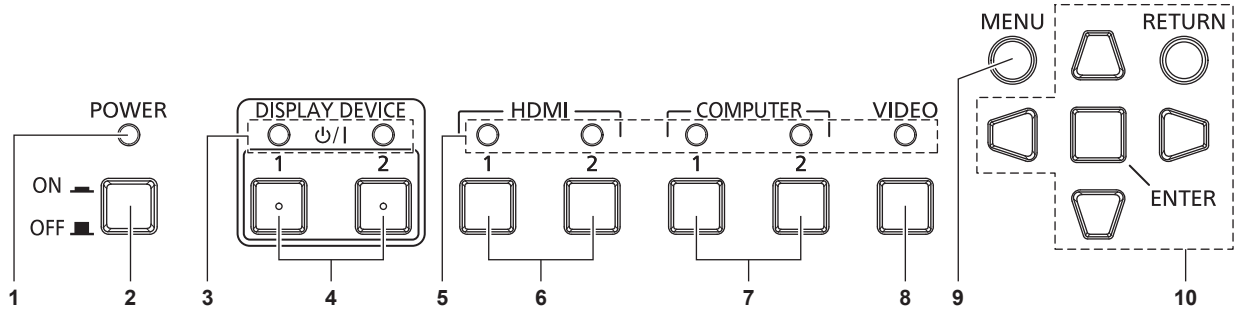 MENU RETURN
POWER DISPLAY DEVICE HDMI COMPUTER VIDEO
⏻/|
1 2 1 2 1 2
ON
OFF
ENTER
1 2 3 4 5 6 7 8 9 10